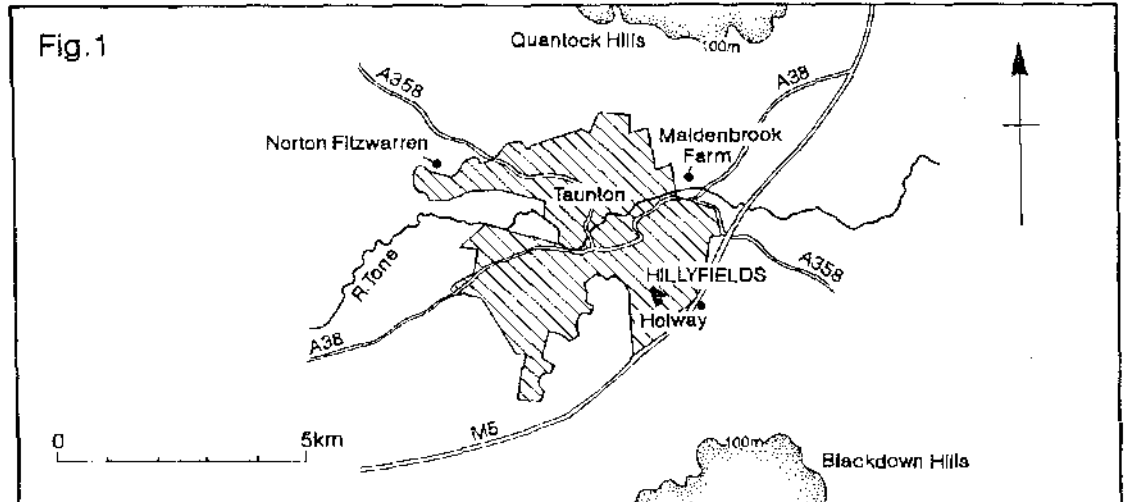 Fig.1
Quantock Hills
100m
A358
A38
Norton Fitzwarren
Maidenbrook
Farm
Taunton
R.Tone
HILLYFIELDS
A358
Holway
A38
0 5km
M5
100m
Blackdown Hills